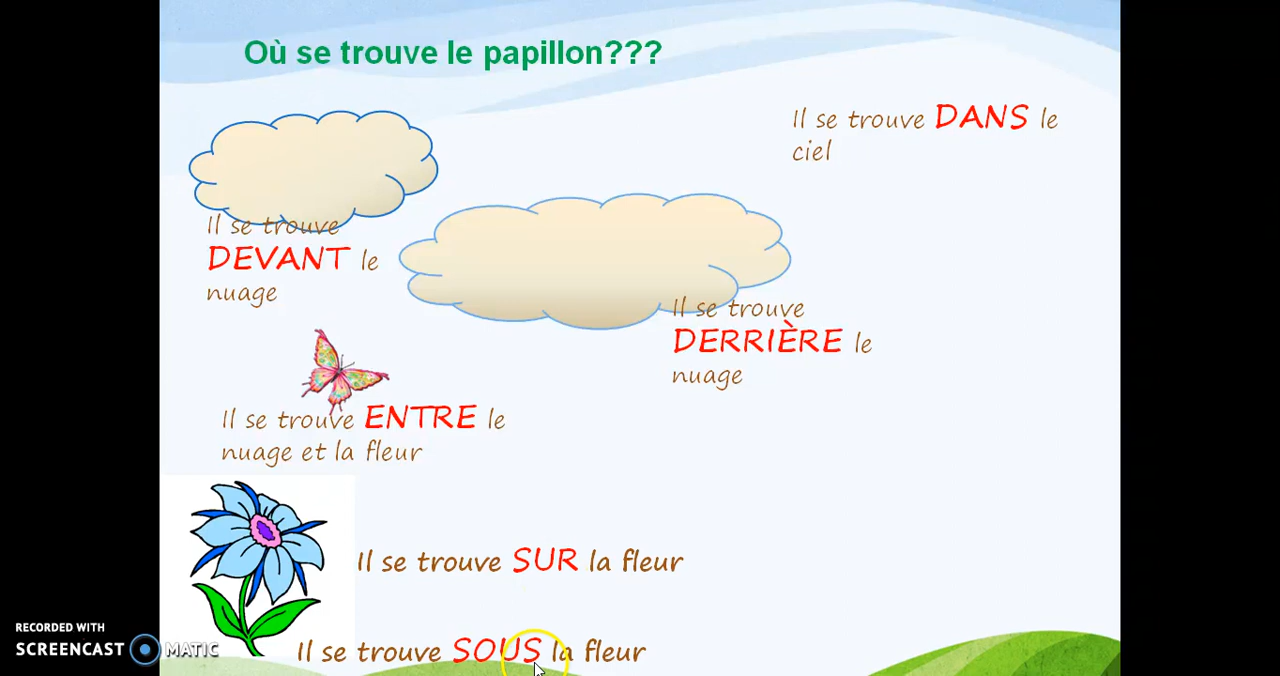 Où se trouve le papillon???
Il se trouve DANS le
ciel
Il se trouve
DEVANT le
nuage
Il se trouve
DERRIÈRE le
nuage
Il se trouve ENTRE le
nuage et la fleur
Il se trouve SUR la fleur
Il se trouve SOUS la fleur
RECORDED WITH
SCREENCAST MATIC